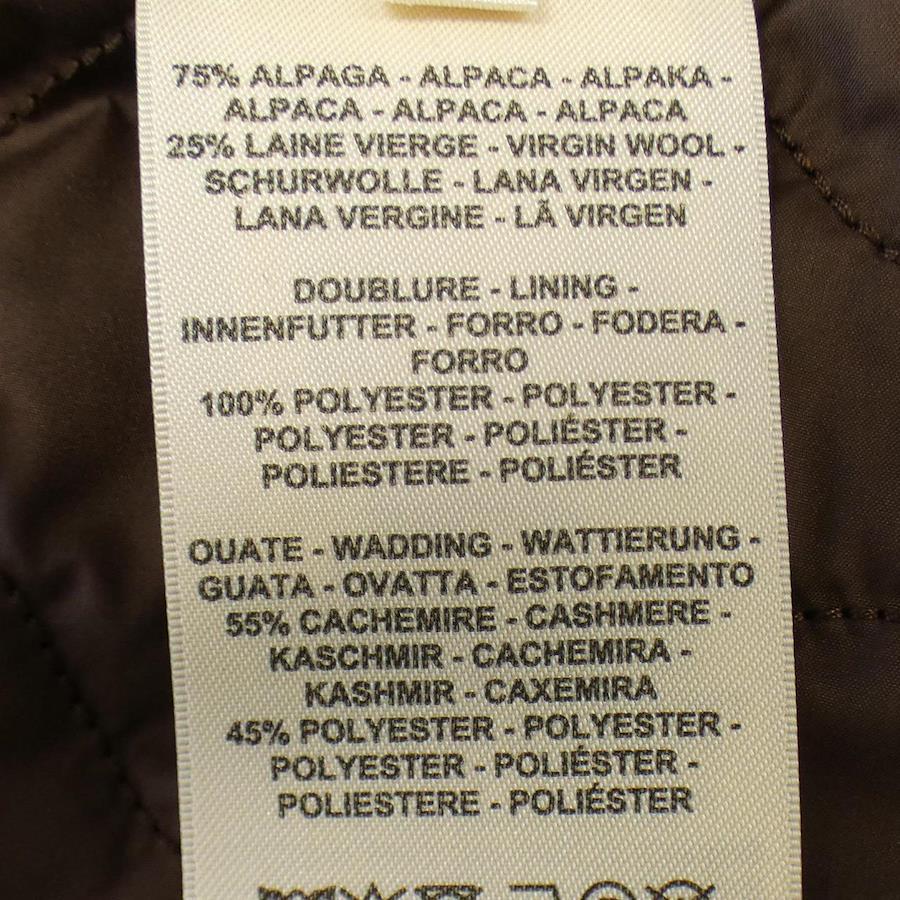 75% ALPAGA - ALPACA - ALPAKA -
ALPACA - ALPACA - ALPACA
25% LAINE VIERGE - VIRGIN WOOL -
SCHURWOLLE - LANA VIRGEN -
LANA VERGINE - LÃ VIRGEN
DOUBLURE - LINING -
INNENFUTTER - FORRO - FODERA -
FORRO
100% POLYESTER - POLYESTER -
POLYESTER - POLIÉSTER -
POLIESTERE - POLIÉSTER
OUATE - WADDING - WATTIERUNG -
GUATA - OVATTA - ESTOFAMENTO
55% CACHEMIRE - CASHMERE -
KASCHMIR - CACHEMIRA -
KASHMIR - CAXEMIRA
45% POLYESTER - POLYESTER -
POLYESTER - POLIÉSTER -
POLIESTERE - POLIÉSTER